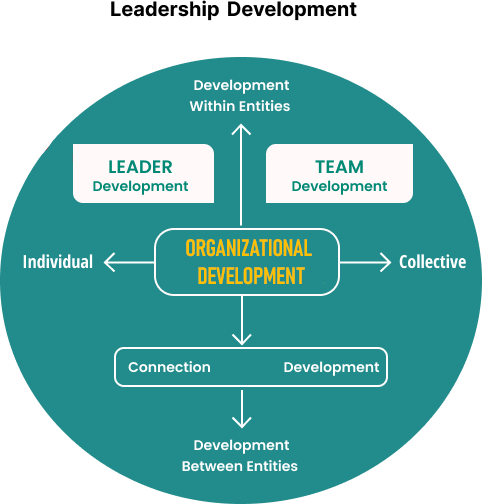 Leadership Development
Development
Within Entities
LEADER
Development
TEAM
Development
Individual
ORGANIZATIONAL
DEVELOPMENT
Collective
Connection Development
Development
Between Entities